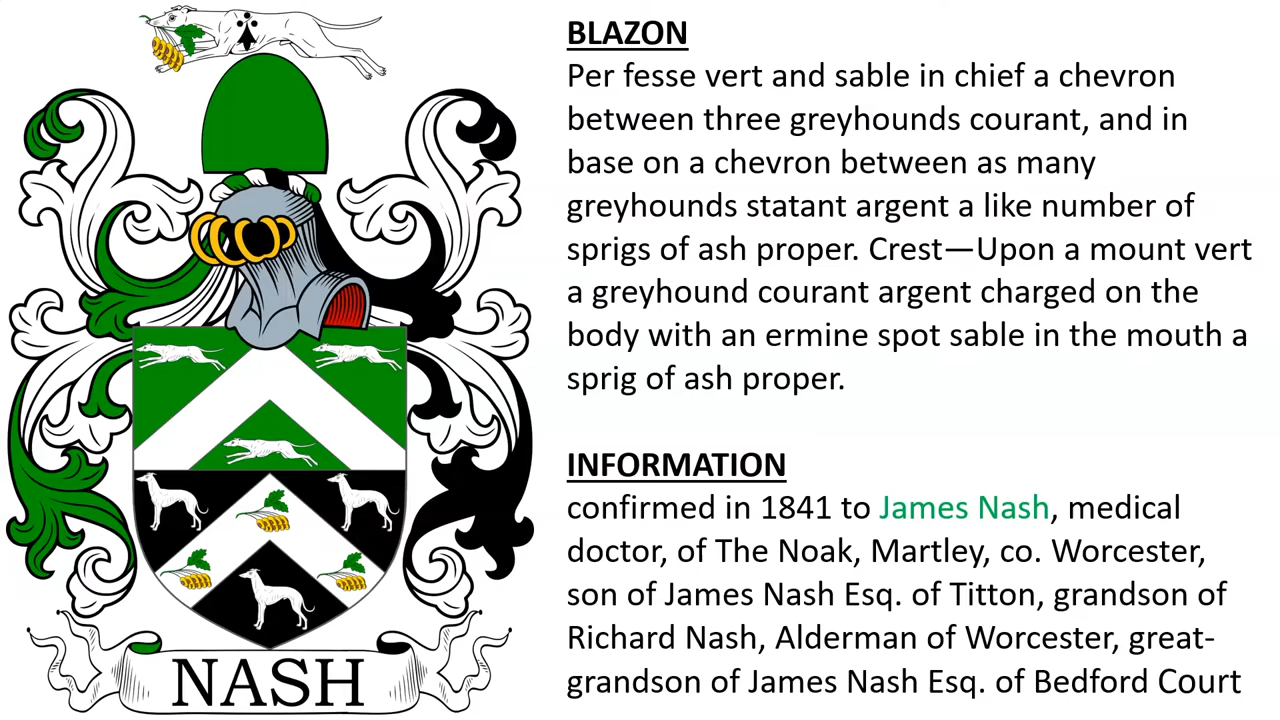 BLAZON
Per fesse vert and sable in chief a chevron
between three greyhounds courant, and in
base on a chevron between as many
greyhounds statant argent a like number of
sprigs of ash proper. Crest—Upon a mount vert
a greyhound courant argent charged on the
body with an ermine spot sable in the mouth a
sprig of ash proper.
INFORMATION
confirmed in 1841 to James Nash, medical
doctor, of The Noak, Martley, co. Worcester,
son of James Nash Esq. of Titton, grandson of
Richard Nash, Alderman of Worcester, great-
grandson of James Nash Esq. of Bedford Court
NASH